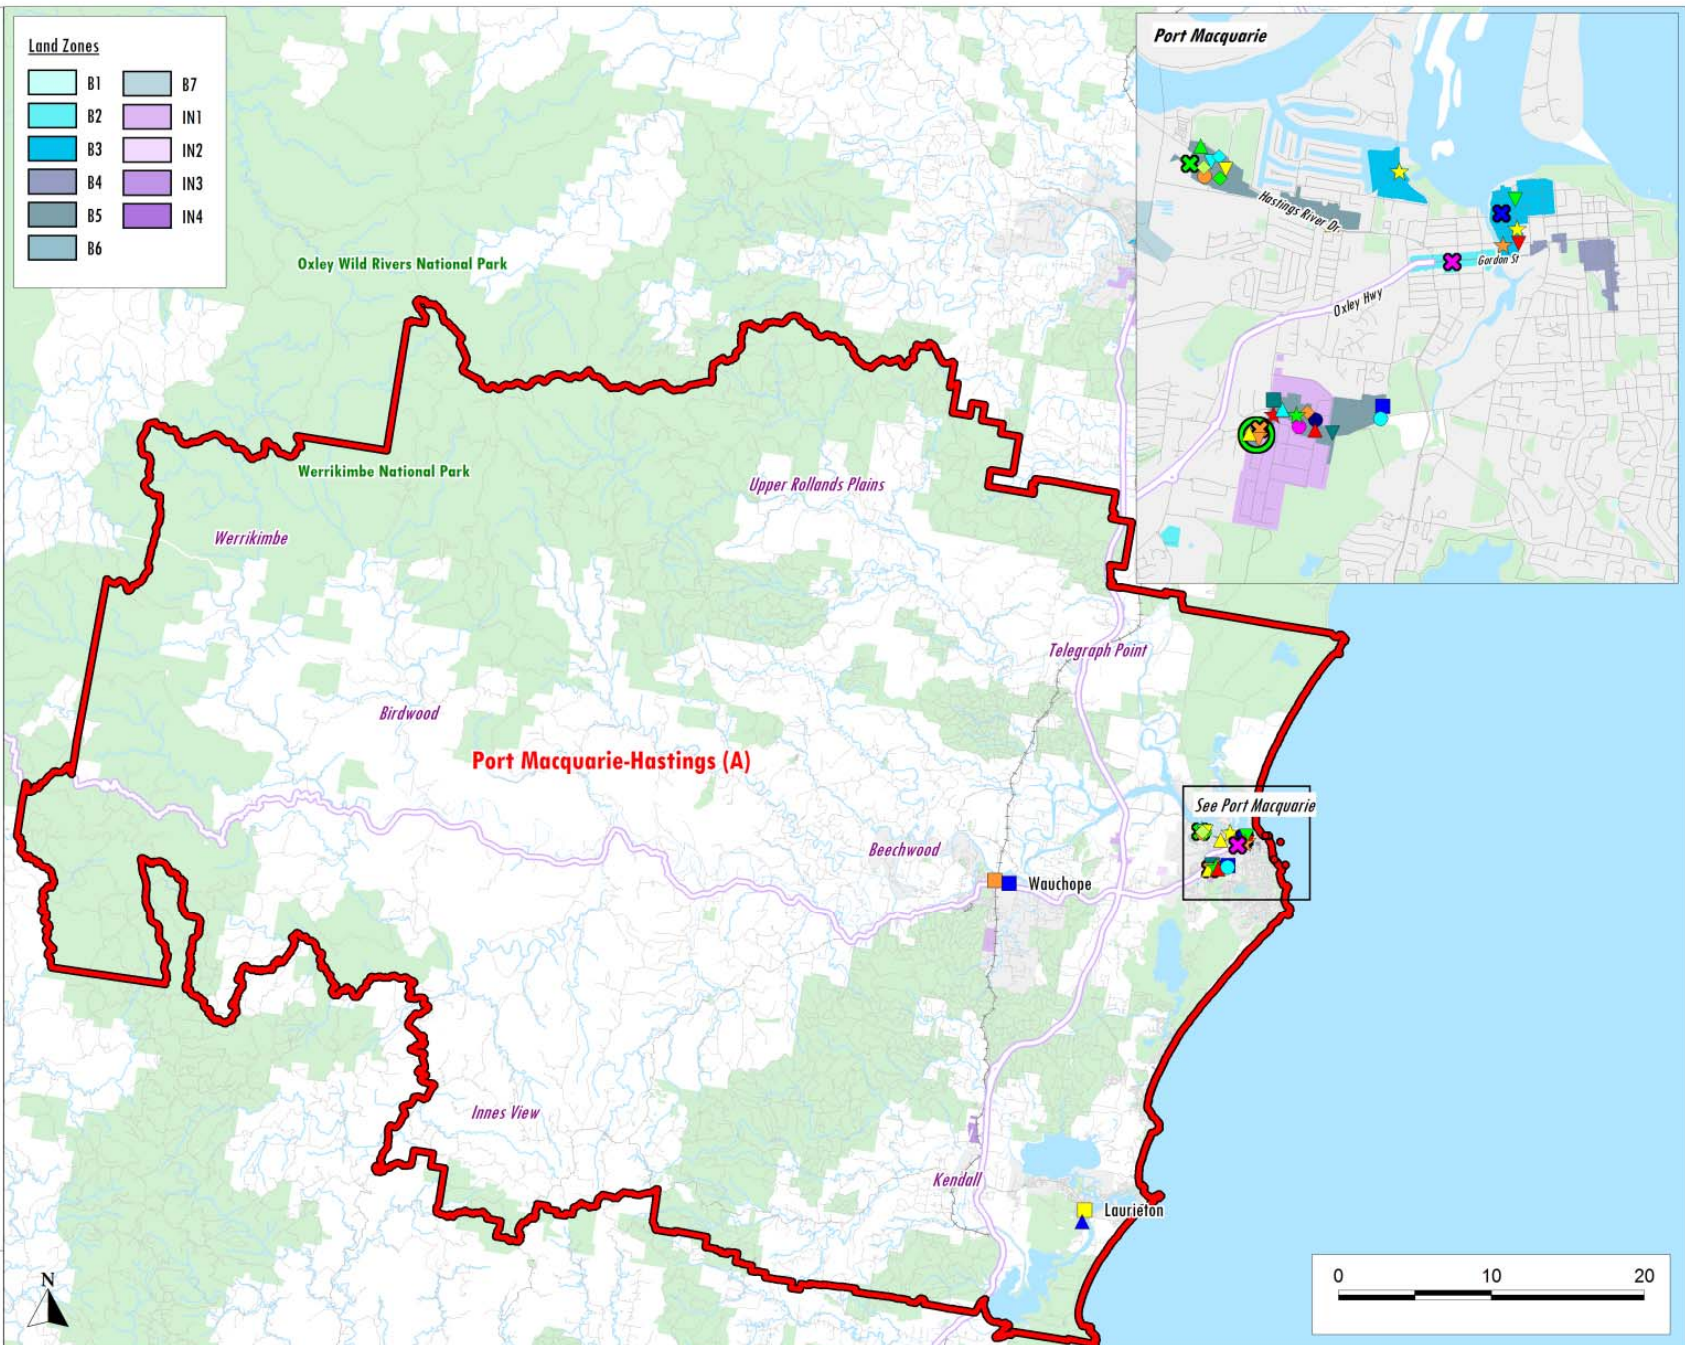 Land Zones
B1
B2
B3
B4
B5
B6
B7
IN1
IN2
IN3
IN4
Port Macquarie
Hastings River Dr.
Gordon St
Oxley Hwy
Oxley Wild Rivers National Park
Werrikimbe National Park
Upper Rollands Plains
Werrikimbe
Telegraph Point
Birdwood
Port Macquarie-Hastings (A)
See Port Macquarie
Beechwood
Wauchope
Innes View
Kendall
Laurieton
N
0 10 20